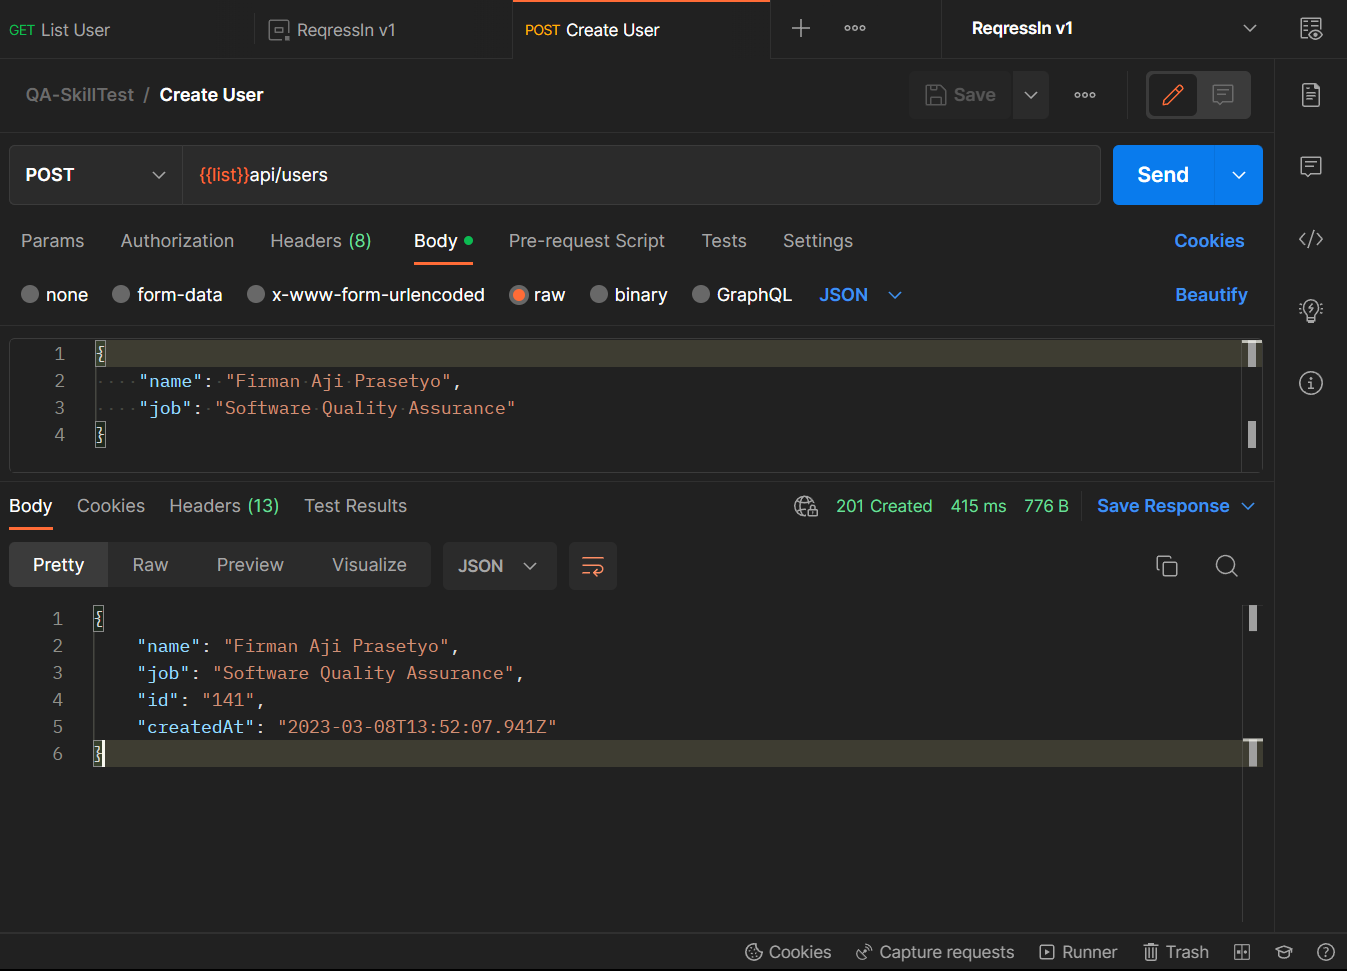 GET List User ReqressIn v1 POST Create User ReqressIn v1
QA-SkillTest / Create User Save
POST {{list}}api/users Send
Params Authorization Headers (8) Body Pre-request Script Tests Settings Cookies
none form-data x-www-form-urlencoded raw binary GraphQL JSON Beautify
1 {
2 "name": "Firman Aji Prasetyo",
3 "job": "Software Quality Assurance"
4 }
Body Cookies Headers (13) Test Results 201 Created 415 ms 776 B Save Response
Pretty Raw Preview Visualize JSON
1 {
2 "name": "Firman Aji Prasetyo",
3 "job": "Software Quality Assurance",
4 "id": "141",
5 "createdAt": "2023-03-08T13:52:07.941Z"
6 }
Cookies Capture requests Runner Trash